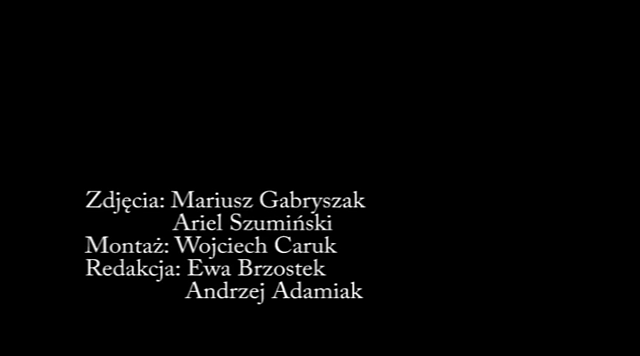 Zdjęcia: Mariusz Gabryszak
Ariel Szumiński
Montaż: Wojciech Caruk
Redakcja: Ewa Brzostek
Andrzej Adamiak